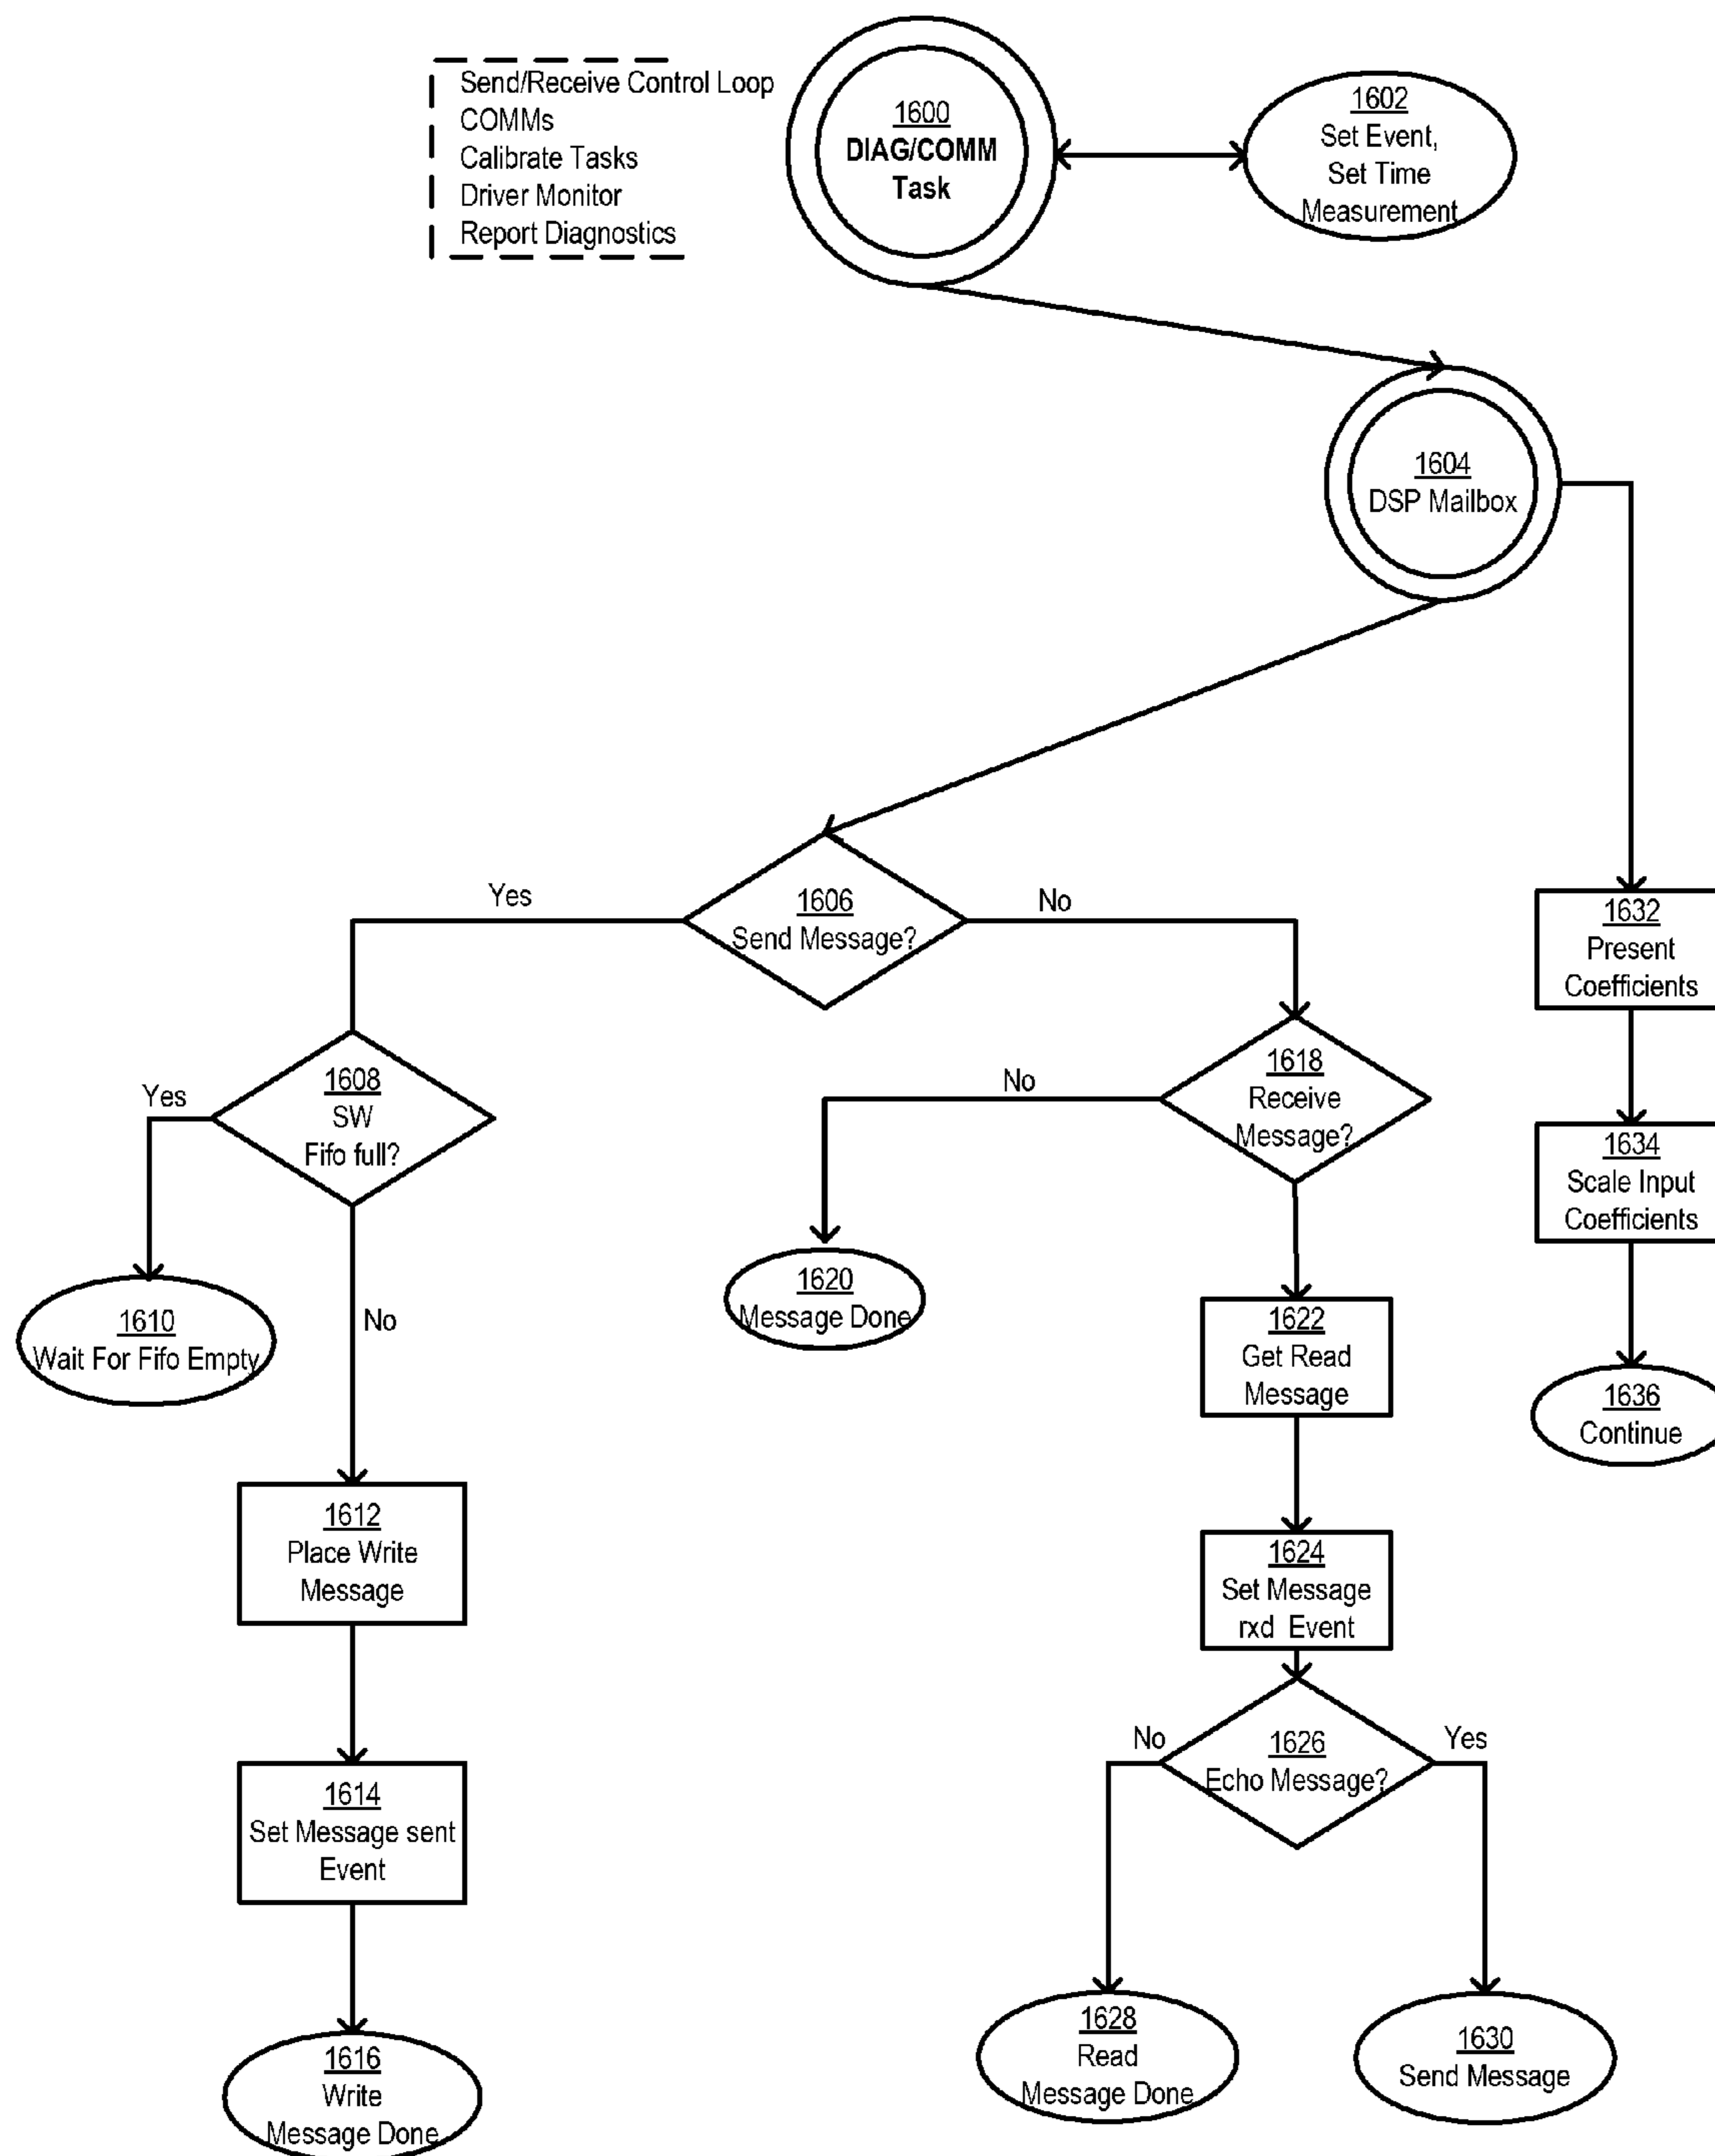 Send/Receive Control Loop
COMMs
Calibrate Tasks
Driver Monitor
Report Diagnostics
1600
DIAG/COMM
Task
1602
Set Event,
Set Time
Measurement
1604
DSP Mailbox
1606
Send Message?
Yes
No
1632
Present
Coefficients
1608
SW
Fifo full?
Yes
No
1618
Receive
Message?
No
1634
Scale Input
Coefficients
1610
Wait For Fifo Empty
1620
Message Done
1622
Get Read
Message
1636
Continue
1612
Place Write
Message
1624
Set Message
rxd Event
1614
Set Message sent
Event
1626
Echo Message?
No
Yes
1616
Write
Message Done
1628
Read
Message Done
1630
Send Message